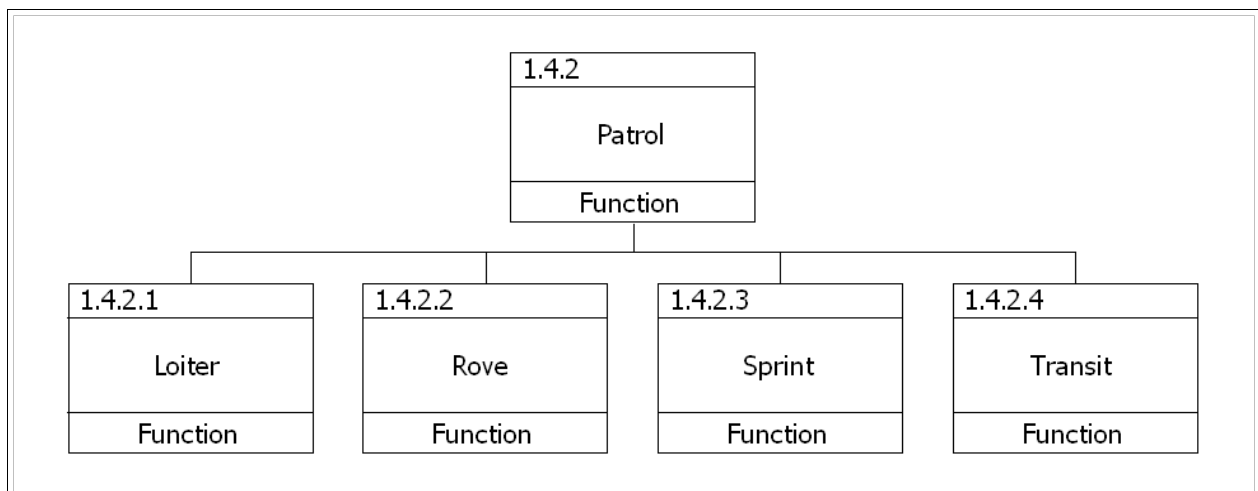 1.4.2
Patrol
Function
1.4.2.1
Loiter
Function
1.4.2.2
Rove
Function
1.4.2.3
Sprint
Function
1.4.2.4
Transit
Function